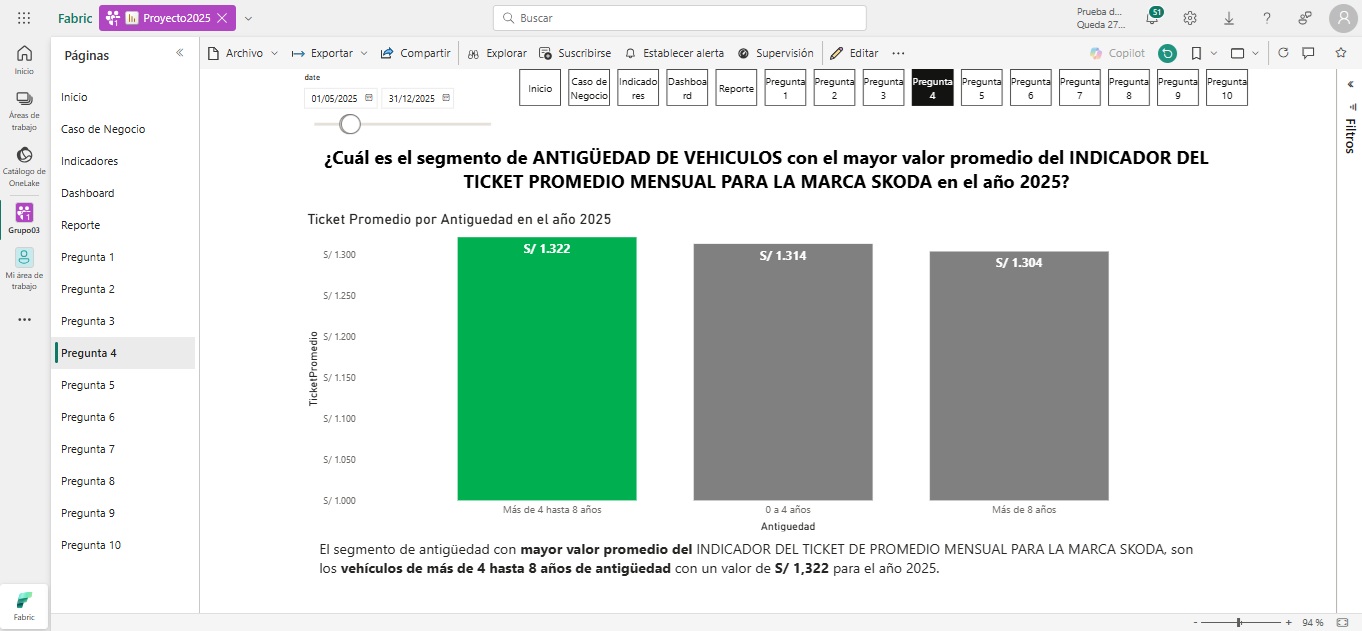 Fabric
Proyecto2025
Buscar
Prueba d...
Queda 27...
51
Inicio
Áreas de
trabajo
Catálogo de
OneLake
Grupo03
Mi área de
trabajo
Fabric
Páginas
Inicio
Caso de Negocio
Indicadores
Dashboard
Reporte
Pregunta 1
Pregunta 2
Pregunta 3
Pregunta 4
Pregunta 5
Pregunta 6
Pregunta 7
Pregunta 8
Pregunta 9
Pregunta 10
Archivo
Exportar
Compartir
Explorar
Suscribirse
Establecer alerta
Supervisión
Editar
Copilot
date
01/05/2025
31/12/2025
Inicio
Caso de
Negocio
Indicado
res
Dashboa
rd
Reporte
Pregunta
1
Pregunta
2
Pregunta
3
Pregunta
4
Pregunta
5
Pregunta
6
Pregunta
7
Pregunta
8
Pregunta
9
Pregunta
10
Filtros
¿Cuál es el segmento de ANTIGÜEDAD DE VEHICULOS con el mayor valor promedio del INDICADOR DEL
TICKET PROMEDIO MENSUAL PARA LA MARCA SKODA en el año 2025?
Ticket Promedio por Antiguedad en el año 2025
TicketPromedio
S/ 1.300
S/ 1.250
S/ 1.200
S/ 1.150
S/ 1.100
S/ 1.050
S/ 1.000
S/ 1.322
S/ 1.314
S/ 1.304
Más de 4 hasta 8 años
0 a 4 años
Más de 8 años
Antiguedad
El segmento de antigüedad con mayor valor promedio del INDICADOR DEL TICKET DE PROMEDIO MENSUAL PARA LA MARCA SKODA, son
los vehículos de más de 4 hasta 8 años de antigüedad con un valor de S/ 1,322 para el año 2025.
- + 94 %